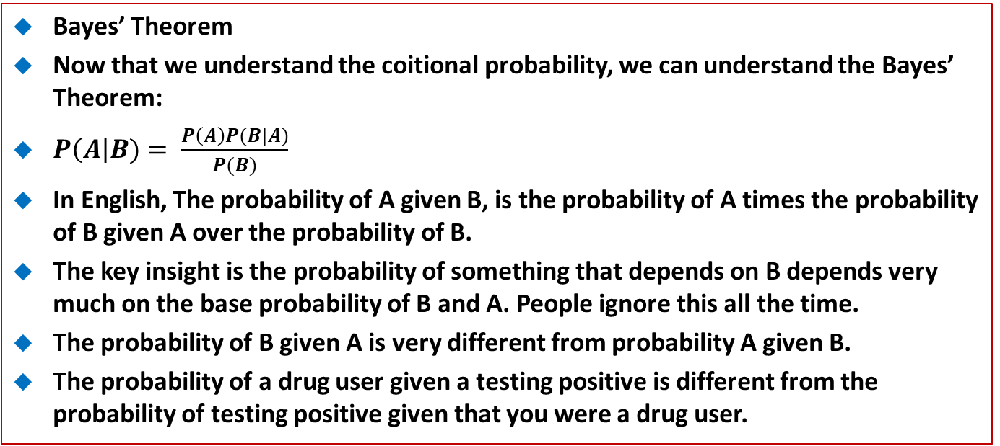 Bayes’ Theorem
Now that we understand the coitional probability, we can understand the Bayes’
Theorem:
P(A|B) = P(A)P(B|A) / P(B)
In English, The probability of A given B, is the probability of A times the probability
of B given A over the probability of B.
The key insight is the probability of something that depends on B depends very
much on the base probability of B and A. People ignore this all the time.
The probability of B given A is very different from probability A given B.
The probability of a drug user given a testing positive is different from the
probability of testing positive given that you were a drug user.